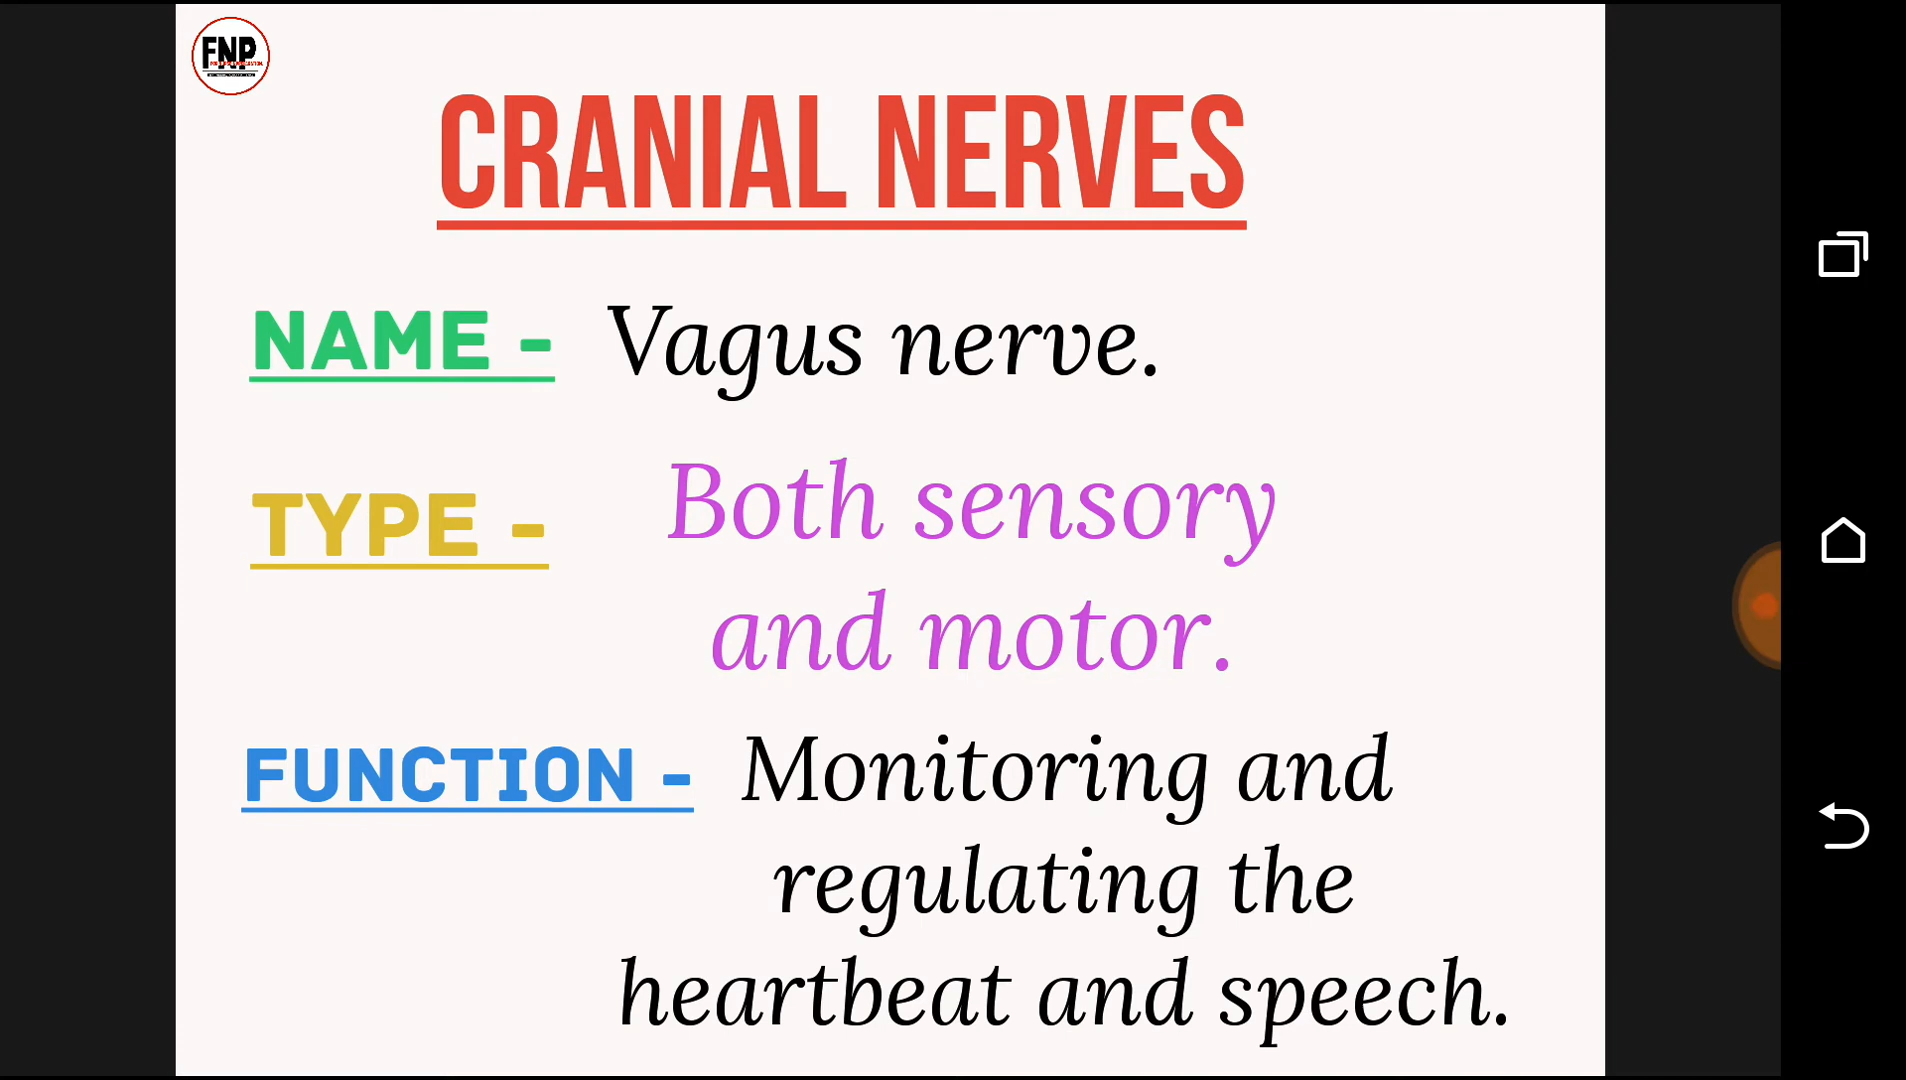 FNP
CRANIAL NERVES
NAME - Vagus nerve.
TYPE - Both sensory
and motor.
FUNCTION - Monitoring and
regulating the
heartbeat and speech.